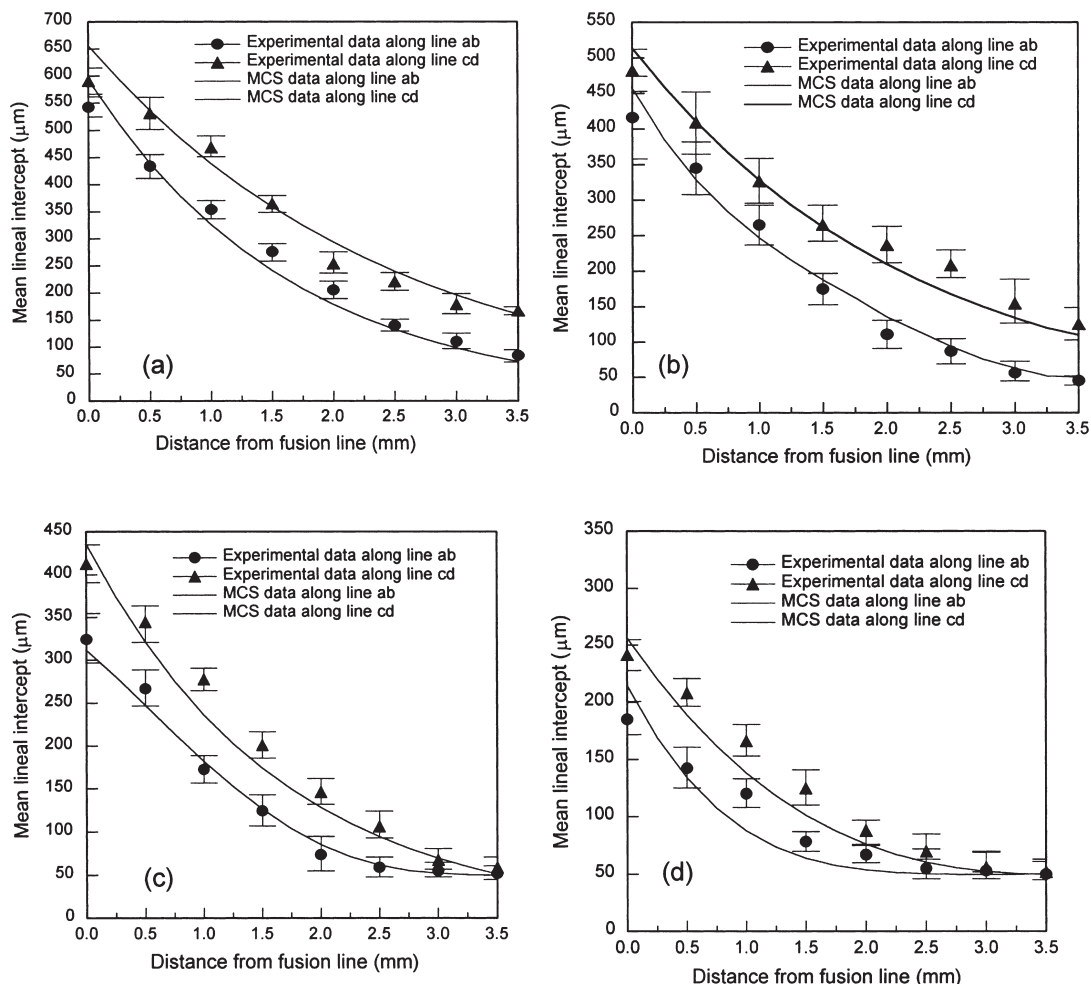 700
650
600
550
500
450
400
350
300
250
200
150
100
50
0
Mean lineal intercept (μm)
Experimental data along line ab
Experimental data along line cd
MCS data along line ab
MCS data along line cd
(a)
0.0 0.5 1.0 1.5 2.0 2.5 3.0 3.5
Distance from fusion line (mm)
550
500
450
400
350
300
250
200
150
100
50
0
Mean lineal intercept (μm)
Experimental data along line ab
Experimental data along line cd
MCS data along line ab
MCS data along line cd
(b)
0.0 0.5 1.0 1.5 2.0 2.5 3.0 3.5
Distance from fusion line (mm)
450
400
350
300
250
200
150
100
50
0
Mean lineal intercept (μm)
Experimental data along line ab
Experimental data along line cd
MCS data along line ab
MCS data along line cd
(c)
0.0 0.5 1.0 1.5 2.0 2.5 3.0 3.5
Distance from fusion line (mm)
350
300
250
200
150
100
50
0
Mean lineal intercept (μm)
Experimental data along line ab
Experimental data along line cd
MCS data along line ab
MCS data along line cd
(d)
0.0 0.5 1.0 1.5 2.0 2.5 3.0 3.5
Distance from fusion line (mm)